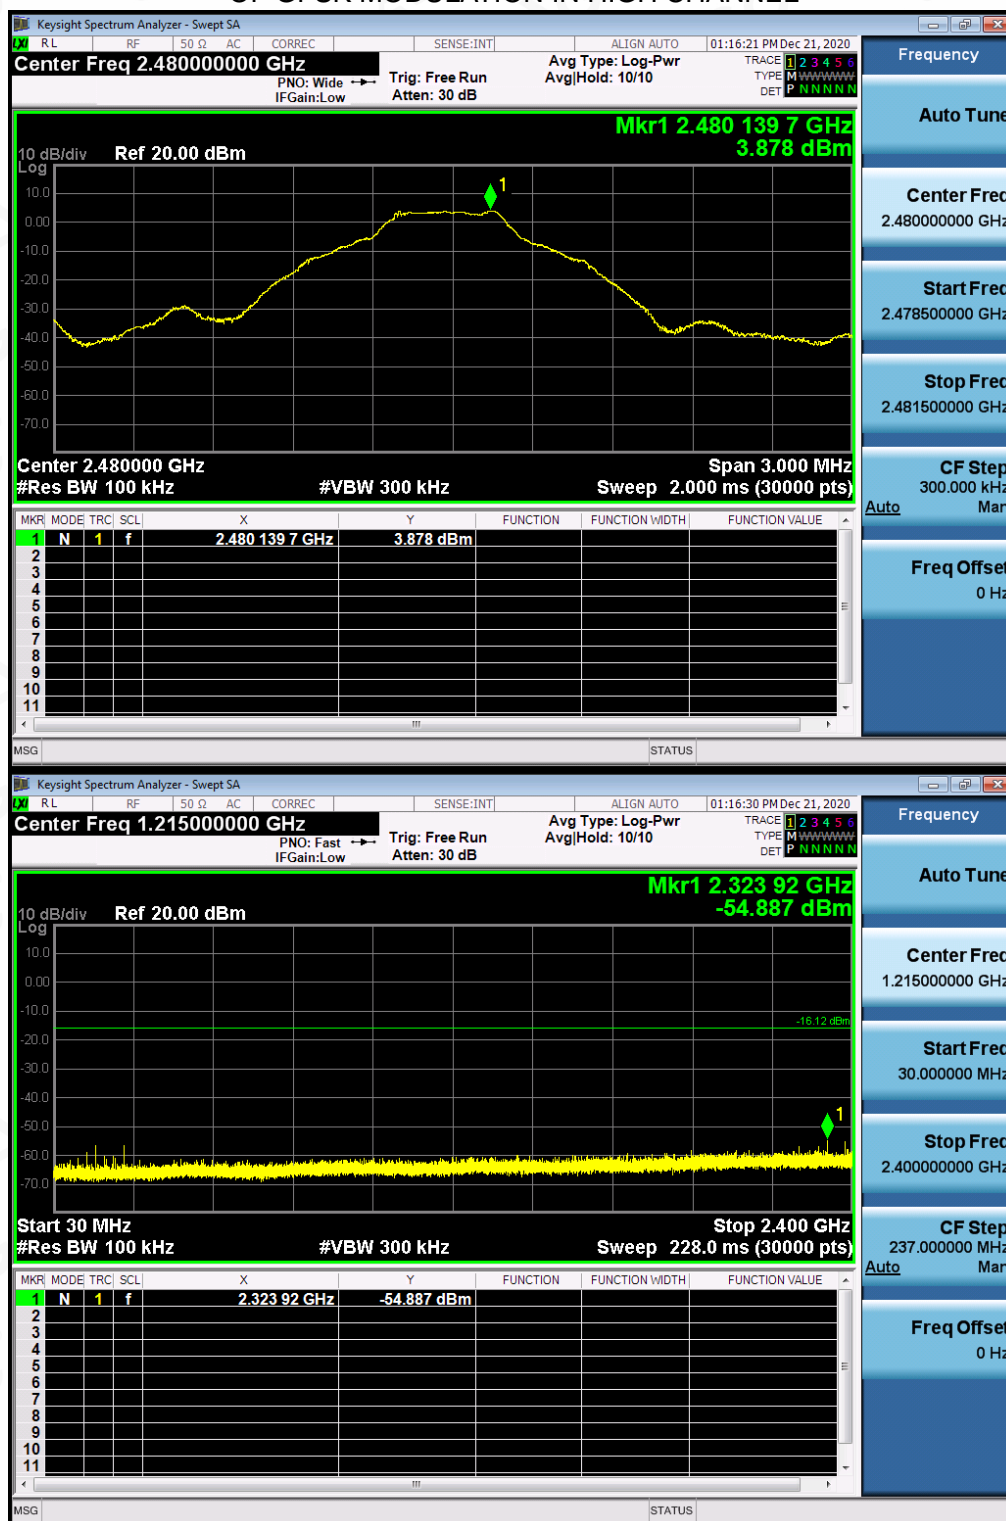 OF GFSK MODULATION IN HIGH CHANNEL
Keysight Spectrum Analyzer - Swept SA
LXI RL RF 50 Ω AC CORREC SENSE:INT ALIGN AUTO 01:16:21 PM Dec 21, 2020
Center Freq 2.480000000 GHz
PNO: Wide
IFGain:Low
Trig: Free Run
Atten: 30 dB
Avg Type: Log-Pwr
Avg|Hold: 10/10
TRACE 1 2 3 4 5 6
TYPE M WWWWW
DET P N N N N N
Mkr1 2.480 139 7 GHz
3.878 dBm
10 dB/div Ref 20.00 dBm
Log
10.0
0.00
-10.0
-20.0
-30.0
-40.0
-50.0
-60.0
-70.0
1
Center 2.480000 GHz Span 3.000 MHz
#Res BW 100 kHz #VBW 300 kHz Sweep 2.000 ms (30000 pts)
MKR MODE TRC SCL X Y FUNCTION FUNCTION WIDTH FUNCTION VALUE
1 N 1 f 2.480 139 7 GHz 3.878 dBm
2
3
4
5
6
7
8
9
10
11
MSG STATUS
Frequency
Auto Tune
Center Freq
2.480000000 GHz
Start Freq
2.478500000 GHz
Stop Freq
2.481500000 GHz
CF Step
300.000 kHz
Auto Man
Freq Offset
0 Hz
Keysight Spectrum Analyzer - Swept SA
LXI RL RF 50 Ω AC CORREC SENSE:INT ALIGN AUTO 01:16:30 PM Dec 21, 2020
Center Freq 1.215000000 GHz
PNO: Fast
IFGain:Low
Trig: Free Run
Atten: 30 dB
Avg Type: Log-Pwr
Avg|Hold: 10/10
TRACE 1 2 3 4 5 6
TYPE M WWWWW
DET P N N N N N
Mkr1 2.323 92 GHz
-54.887 dBm
10 dB/div Ref 20.00 dBm
Log
10.0
0.00
-10.0
-20.0
-30.0
-40.0
-50.0
-60.0
-70.0
-16.12 dBm
1
Start 30 MHz Stop 2.400 GHz
#Res BW 100 kHz #VBW 300 kHz Sweep 228.0 ms (30000 pts)
MKR MODE TRC SCL X Y FUNCTION FUNCTION WIDTH FUNCTION VALUE
1 N 1 f 2.323 92 GHz -54.887 dBm
2
3
4
5
6
7
8
9
10
11
MSG STATUS
Frequency
Auto Tune
Center Freq
1.215000000 GHz
Start Freq
30.000000 MHz
Stop Freq
2.400000000 GHz
CF Step
237.000000 MHz
Auto Man
Freq Offset
0 Hz